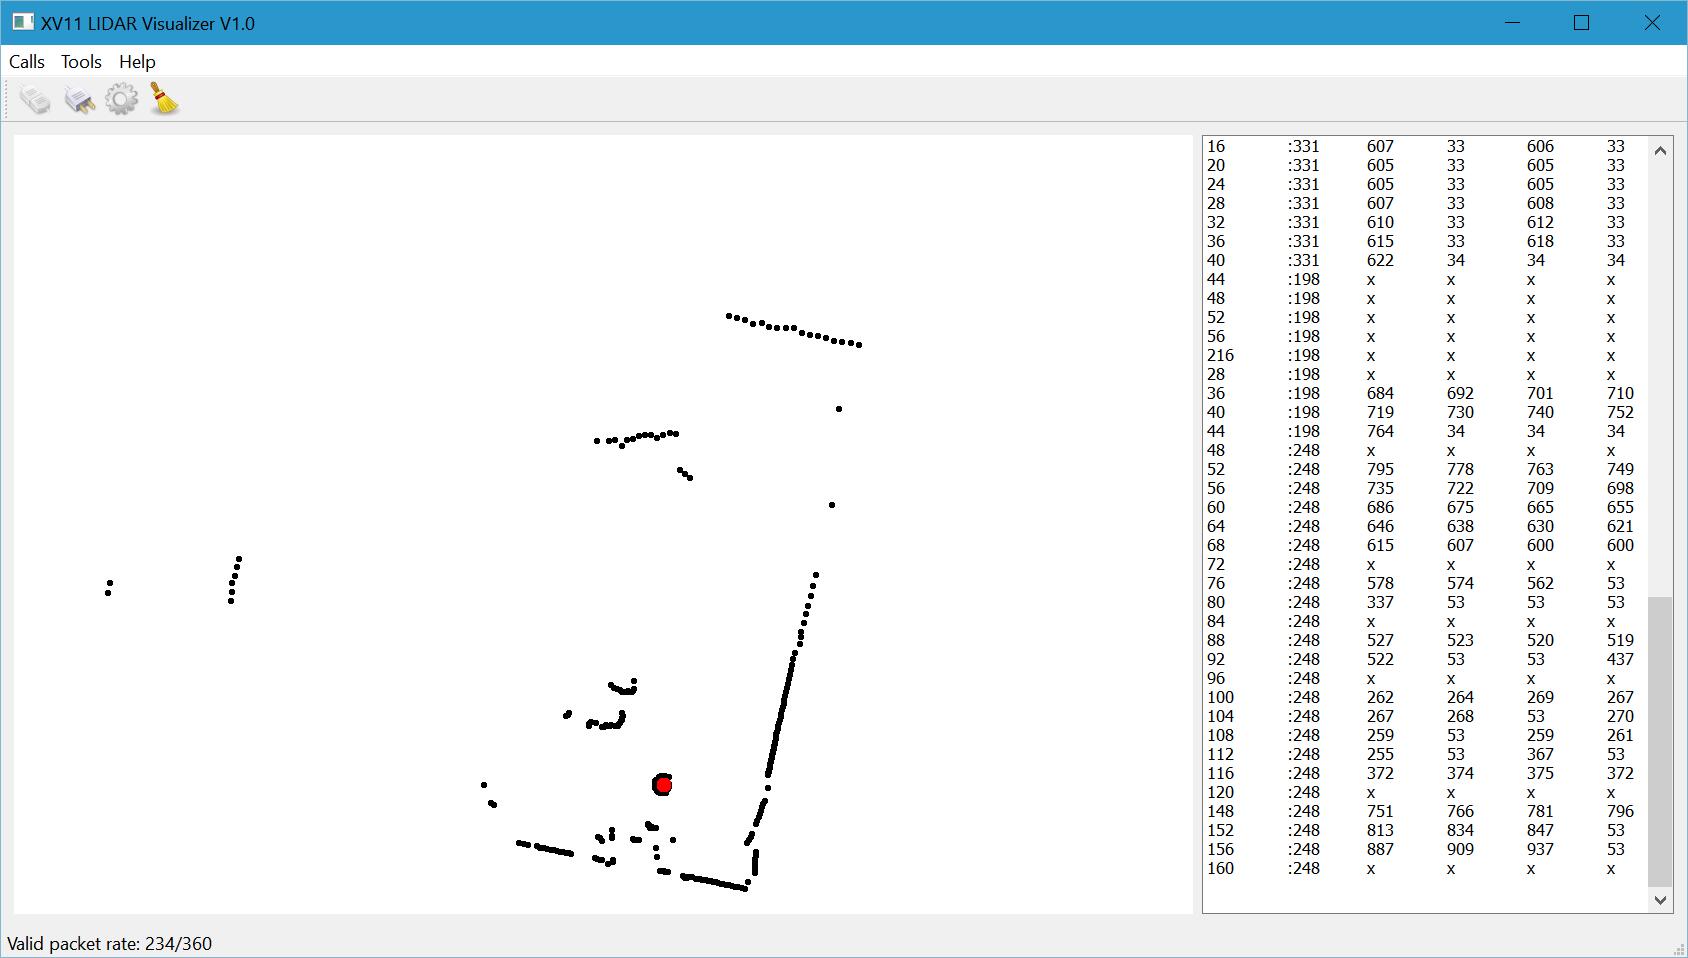 XV11 LIDAR Visualizer V1.0
Calls Tools Help
16 :331 607 33 606 33
20 :331 605 33 605 33
24 :331 605 33 605 33
28 :331 607 33 608 33
32 :331 610 33 612 33
36 :331 615 33 618 33
40 :331 622 34 34 34
44 :198 x x x x
48 :198 x x x x
52 :198 x x x x
56 :198 x x x x
216 :198 x x x x
28 :198 x x x x
36 :198 684 692 701 710
40 :198 719 730 740 752
44 :198 764 34 34 34
48 :248 x x x x
52 :248 795 778 763 749
56 :248 735 722 709 698
60 :248 686 675 665 655
64 :248 646 638 630 621
68 :248 615 607 600 600
72 :248 x x x x
76 :248 578 574 562 53
80 :248 337 53 53 53
84 :248 x x x x
88 :248 527 523 520 519
92 :248 522 53 53 437
96 :248 x x x x
100 :248 262 264 269 267
104 :248 267 268 53 270
108 :248 259 53 259 261
112 :248 255 53 367 53
116 :248 372 374 375 372
120 :248 x x x x
148 :248 751 766 781 796
152 :248 813 834 847 53
156 :248 887 909 937 53
160 :248 x x x x
Valid packet rate: 234/360